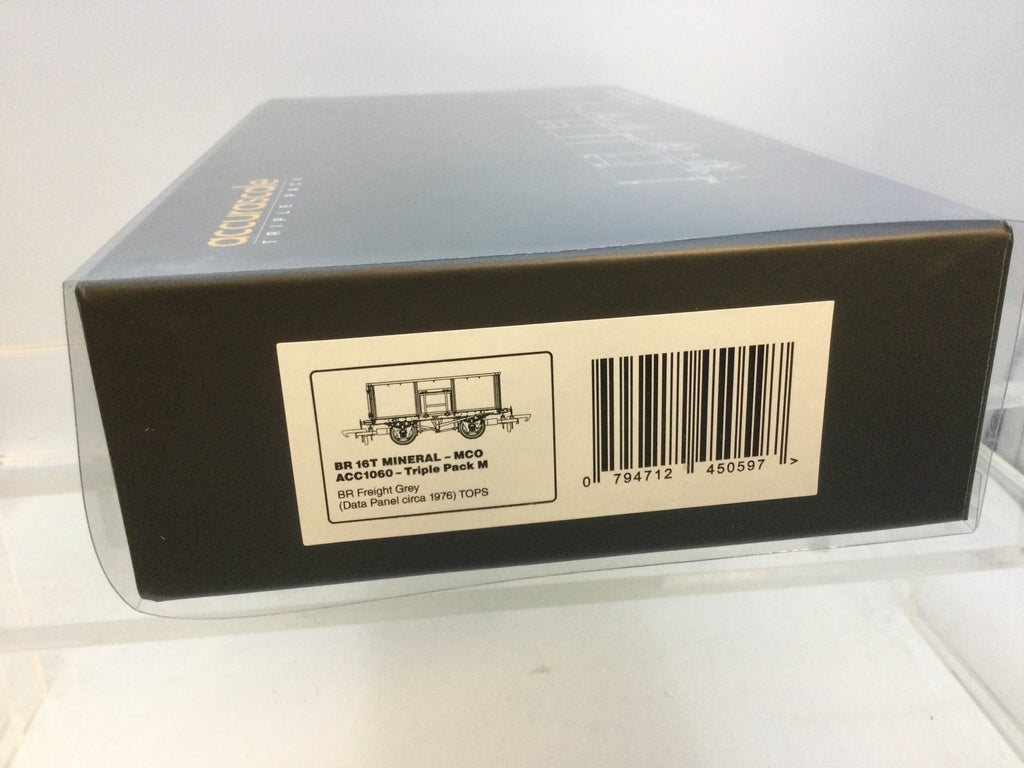 accurascale
TRIPLE PACK
BR 16T MINERAL – MCO
ACC1060 – Triple Pack M
BR Freight Grey
(Data Panel circa 1976) TOPS
0 794712 450597 >